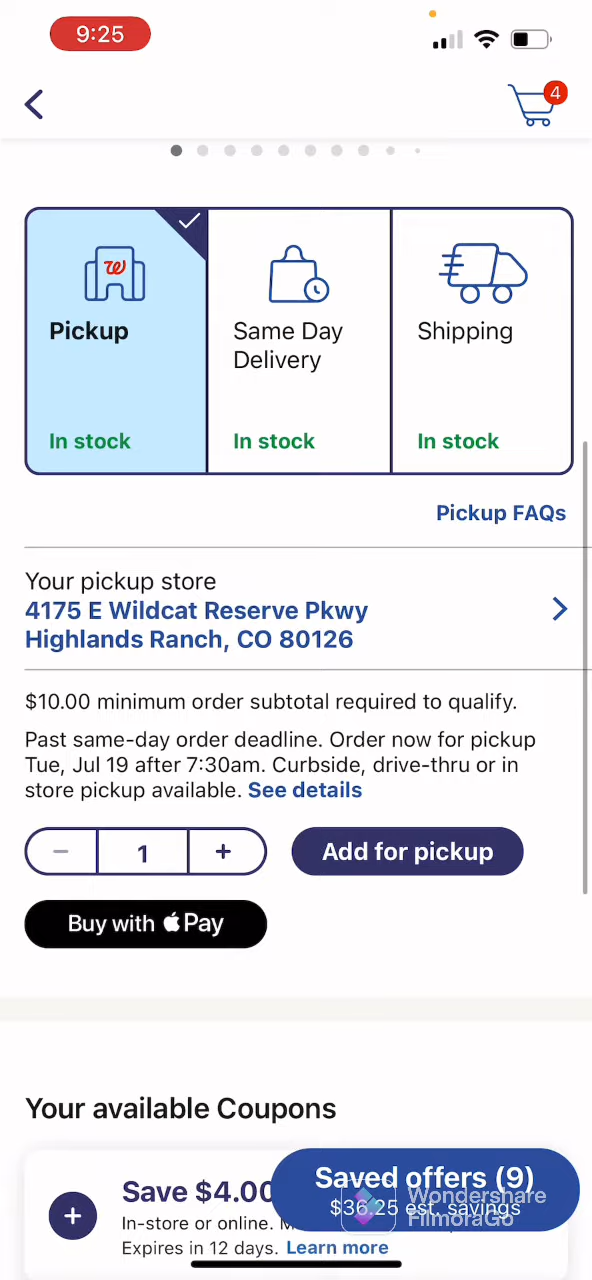 9:25
4
Pickup
Same Day
Delivery
Shipping
In stock
In stock
In stock
Pickup FAQs
Your pickup store
4175 E Wildcat Reserve Pkwy
Highlands Ranch, CO 80126
$10.00 minimum order subtotal required to qualify.
Past same-day order deadline. Order now for pickup
Tue, Jul 19 after 7:30am. Curbside, drive-thru or in
store pickup available. See details
− 1 +
Add for pickup
Buy with Pay
Your available Coupons
Save $4.00
Saved offers (9)
$36.25 est. savings
Wondershare
FilmoraGo
In-store or online.
Expires in 12 days. Learn more